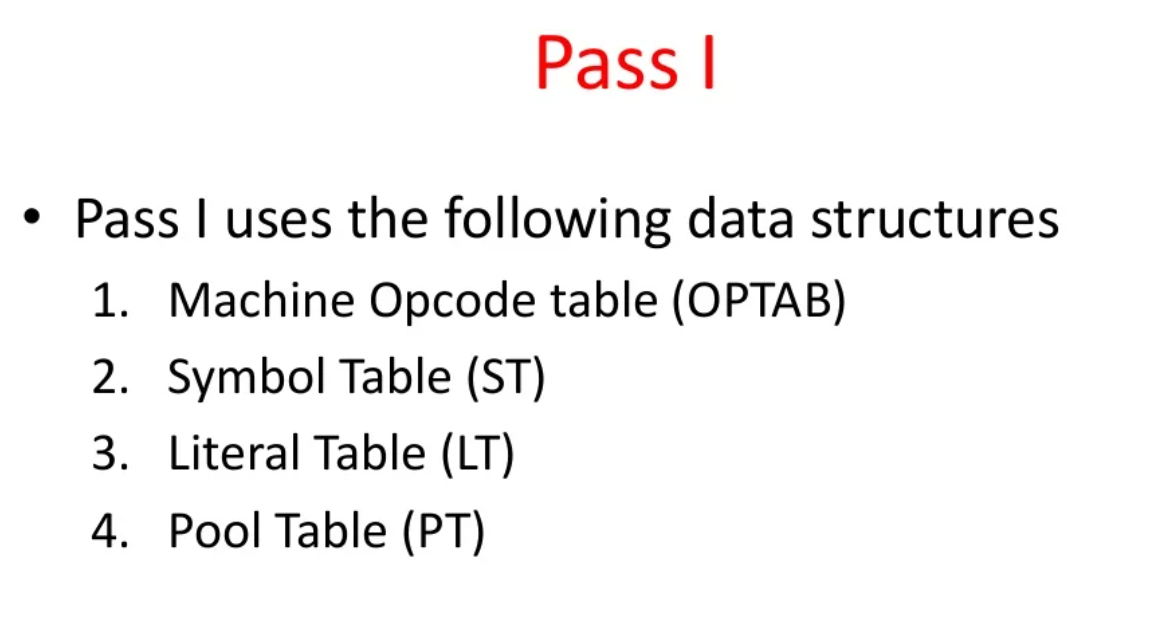 Pass I
• Pass I uses the following data structures
1. Machine Opcode table (OPTAB)
2. Symbol Table (ST)
3. Literal Table (LT)
4. Pool Table (PT)